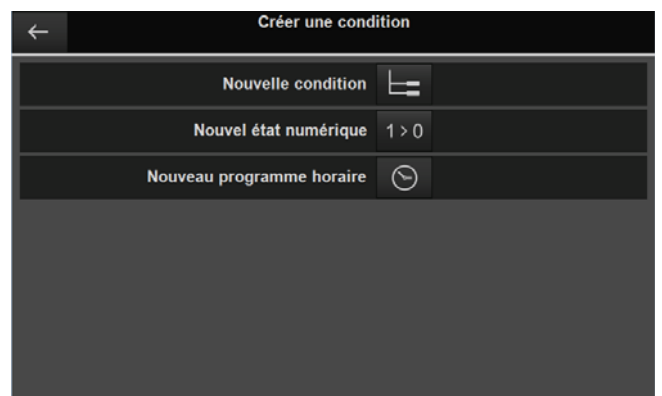 Créer une condition
Nouvelle condition
Nouvel état numérique 1 > 0
Nouveau programme horaire